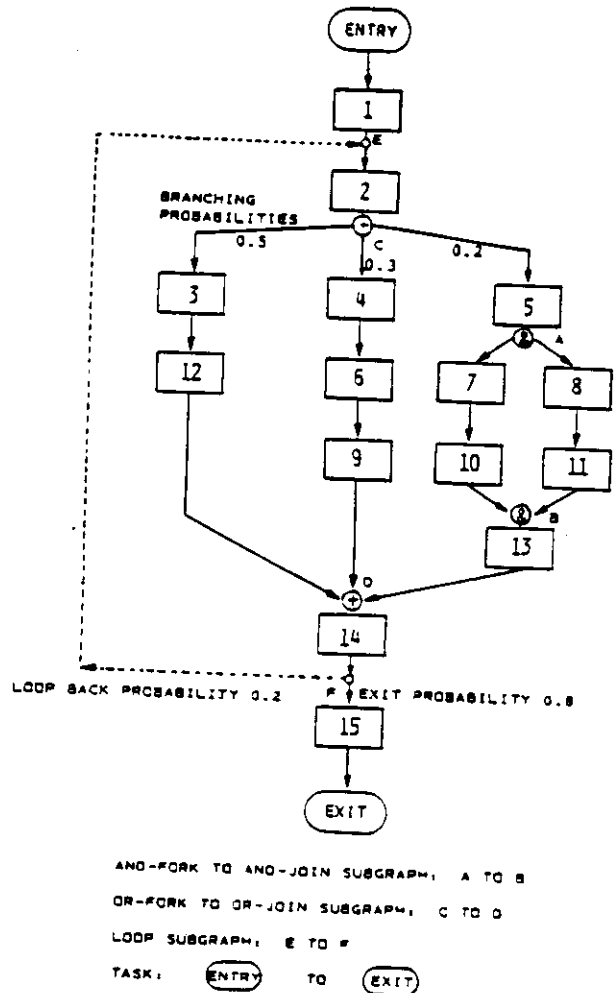 ENTRY
1
E
2
BRANCHING
PROBABILITIES
0.5
C
0.3
0.2
3
4
5
A
12
6
7
8
9
10
11
&
B
13
D
+
14
LOOP BACK PROBABILITY 0.2
F EXIT PROBABILITY 0.8
15
EXIT
AND-FORK TO AND-JOIN SUBGRAPH: A TO B
OR-FORK TO OR-JOIN SUBGRAPH: C TO D
LOOP SUBGRAPH: E TO F
TASK: ENTRY TO EXIT